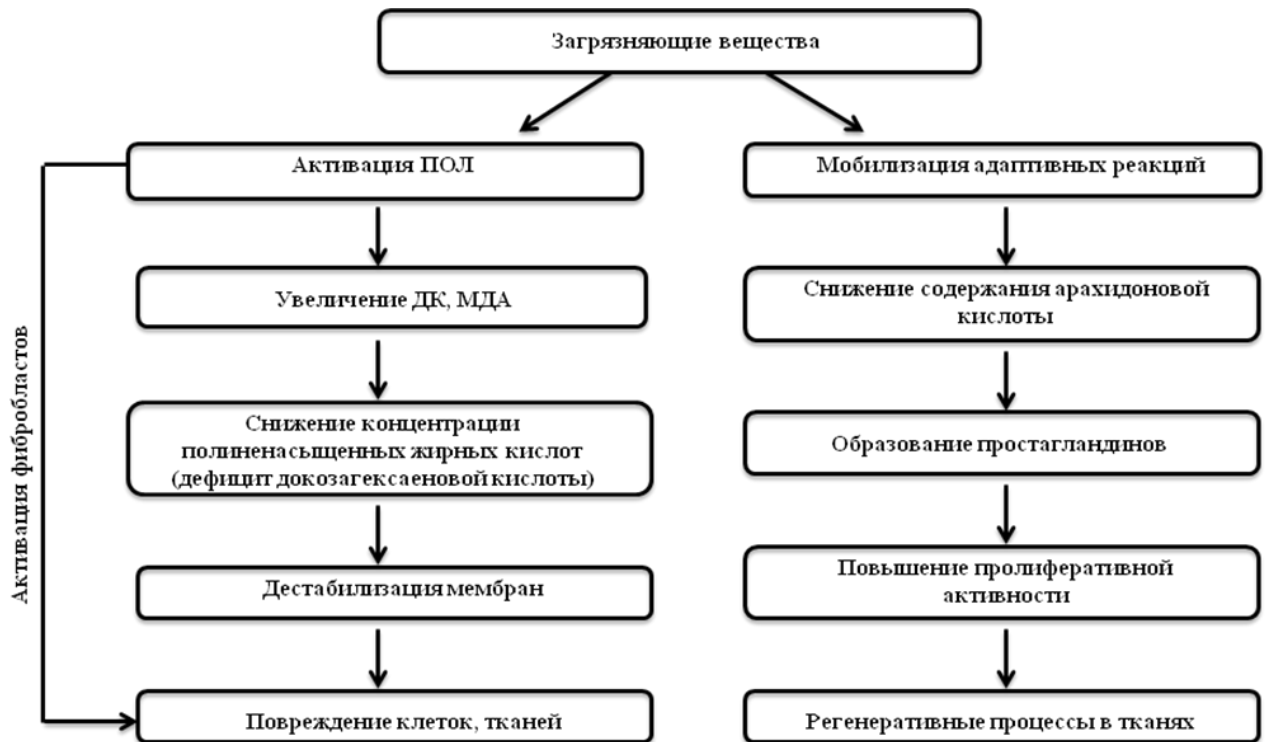 Загрязняющие вещества
Активация ПОЛ
Мобилизация адаптивных реакций
Увеличение ДК, МДА
Снижение содержания арахидоновой
кислоты
Снижение концентрации
полиненасыщенных жирных кислот
(дефицит докозагексаеновой кислоты)
Образование простагландинов
Дестабилизация мембран
Повышение пролиферативной
активности
Повреждение клеток, тканей
Регенеративные процессы в тканях
Активация фибробластов